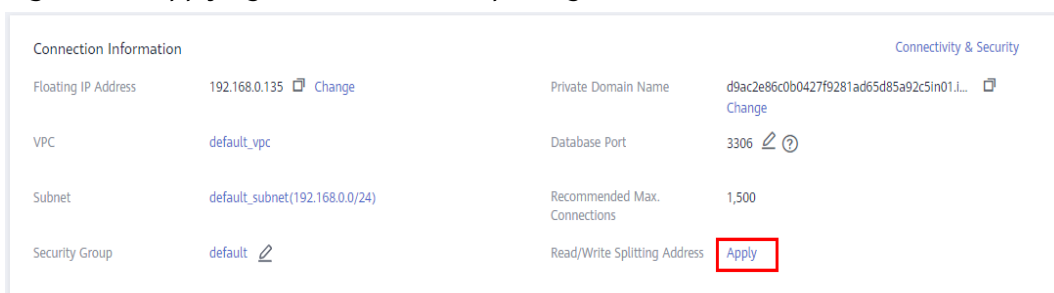 Connection Information
Connectivity & Security
Floating IP Address
192.168.0.135 Change
Private Domain Name
d9ac2e86c0b0427f9281ad65d85a92c5in01.i...
Change
VPC
default_vpc
Database Port
3306
Subnet
default_subnet(192.168.0.0/24)
Recommended Max.
Connections
1,500
Security Group
default
Read/Write Splitting Address
Apply